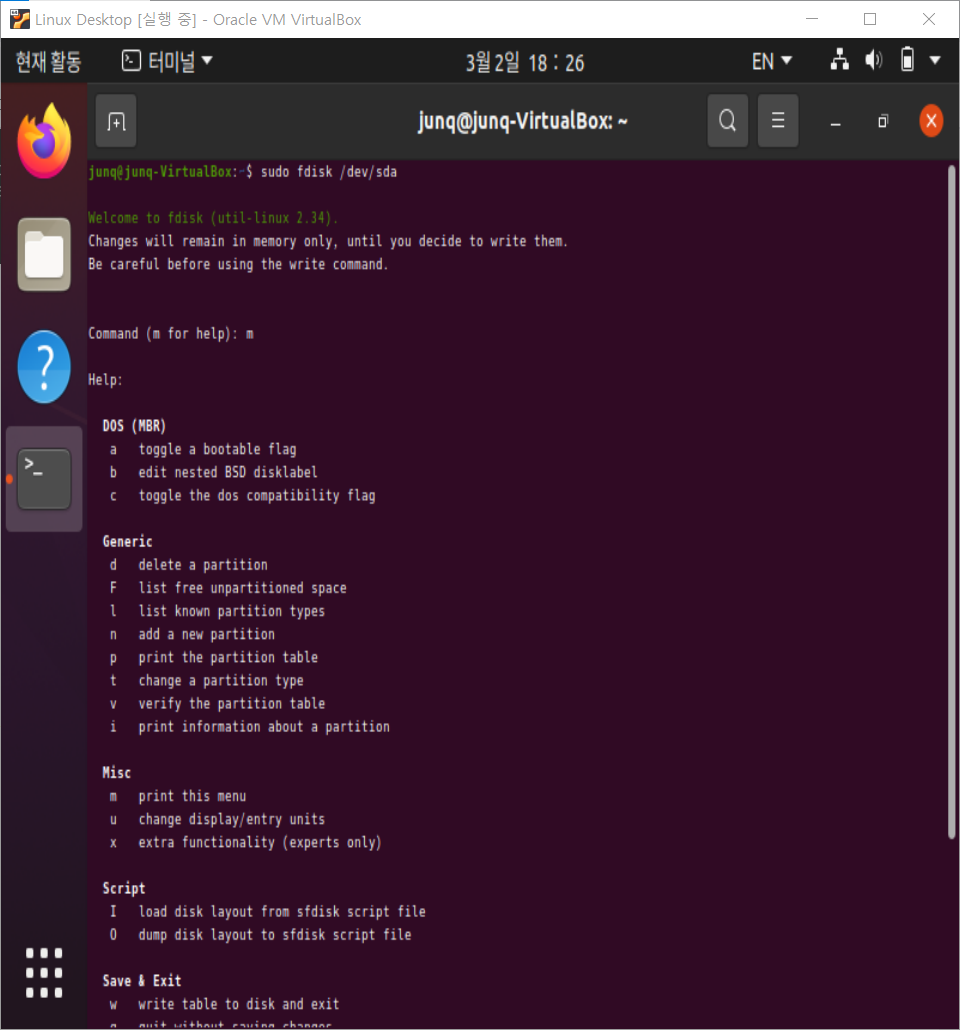 Linux Desktop [실행 중] - Oracle VM VirtualBox
현재 활동 터미널 3월 2일 18 : 26 EN
junq@junq-VirtualBox: ~
junq@junq-VirtualBox:~$ sudo fdisk /dev/sda
Welcome to fdisk (util-linux 2.34).
Changes will remain in memory only, until you decide to write them.
Be careful before using the write command.
Command (m for help): m
Help:
DOS (MBR)
a toggle a bootable flag
b edit nested BSD disklabel
c toggle the dos compatibility flag
Generic
d delete a partition
F list free unpartitioned space
l list known partition types
n add a new partition
p print the partition table
t change a partition type
v verify the partition table
i print information about a partition
Misc
m print this menu
u change display/entry units
x extra functionality (experts only)
Script
I load disk layout from sfdisk script file
O dump disk layout to sfdisk script file
Save & Exit
w write table to disk and exit
q quit without saving changes